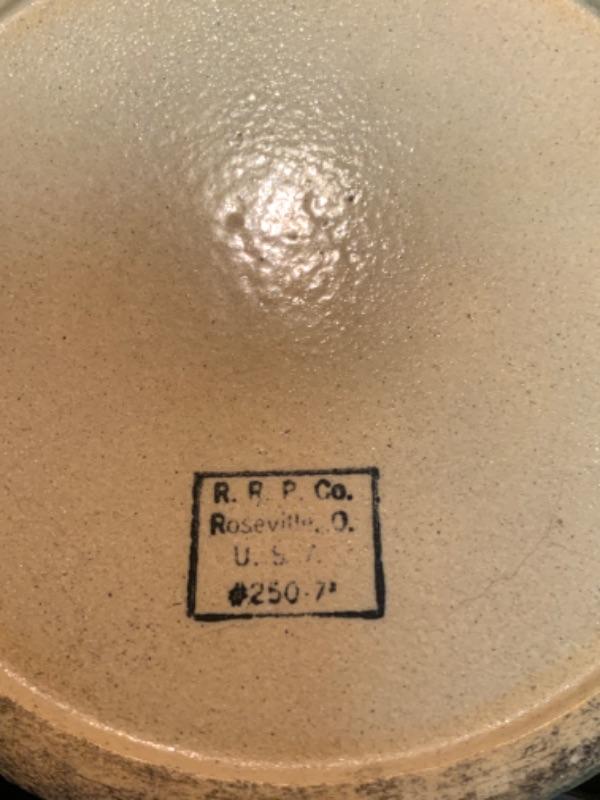 R. R. P. Co.
Roseville, O.
U. S. A.
#250-7"